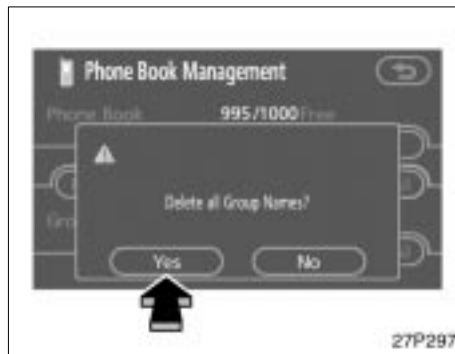 Phone Book Management
Phone Book 995/1000 Free
Delete all Group Names?
Yes No
27P297